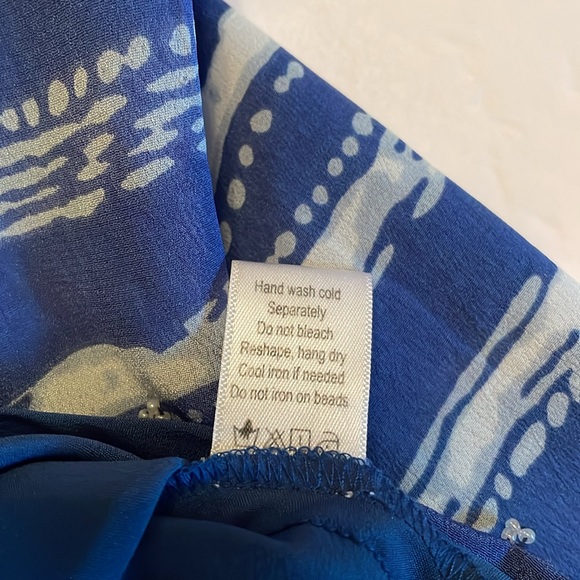 Hand wash cold
Separately
Do not bleach
Reshape, hang dry
Cool iron if needed
Do not iron on beads